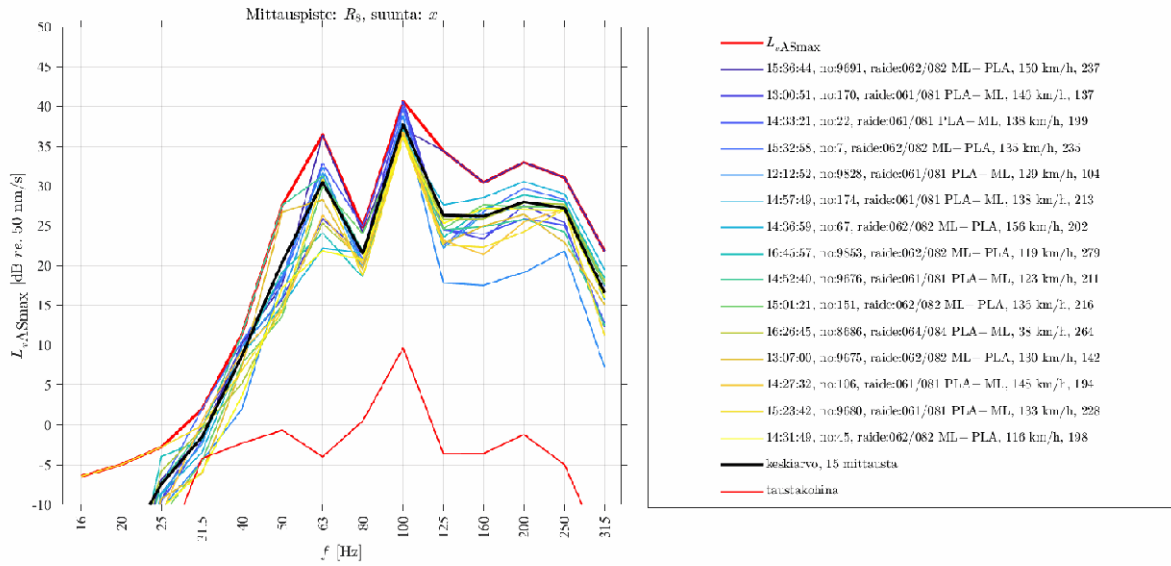 Mittauspiste: R8, suunta: x
50
45
40
35
30
25
20
15
10
5
0
-5
-10
LvASmax [dB re. 50 nm/s]
16
20
25
31.5
40
50
63
80
100
125
160
200
250
315
f [Hz]
LvASmax
15:36:44, no:9691, raide:062/082 ML−PLA, 150 km/h, 237
13:00:51, no:170, raide:061/081 PLA−ML, 143 km/h, 137
14:33:21, no:22, raide:061/081 PLA−ML, 138 km/h, 199
15:32:58, no:7, raide:062/082 ML−PLA, 135 km/h, 235
12:12:52, no:9828, raide:061/081 PLA−ML, 129 km/h, 104
14:57:49, no:174, raide:061/081 PLA−ML, 138 km/h, 213
14:36:59, no:67, raide:062/082 ML−PLA, 156 km/h, 202
16:45:57, no:9853, raide:062/082 ML−PLA, 119 km/h, 279
14:52:40, no:9676, raide:061/081 PLA−ML, 123 km/h, 211
15:01:21, no:151, raide:062/082 ML−PLA, 136 km/h, 216
16:26:45, no:8686, raide:064/084 PLA−ML, 38 km/h, 264
13:07:00, no:9675, raide:062/082 ML−PLA, 130 km/h, 142
14:27:32, no:106, raide:061/081 PLA−ML, 145 km/h, 194
15:23:42, no:9680, raide:061/081 PLA−ML, 133 km/h, 228
14:31:49, no:45, raide:062/082 ML−PLA, 116 km/h, 198
keskiarvo, 15 mittausta
taustakohina